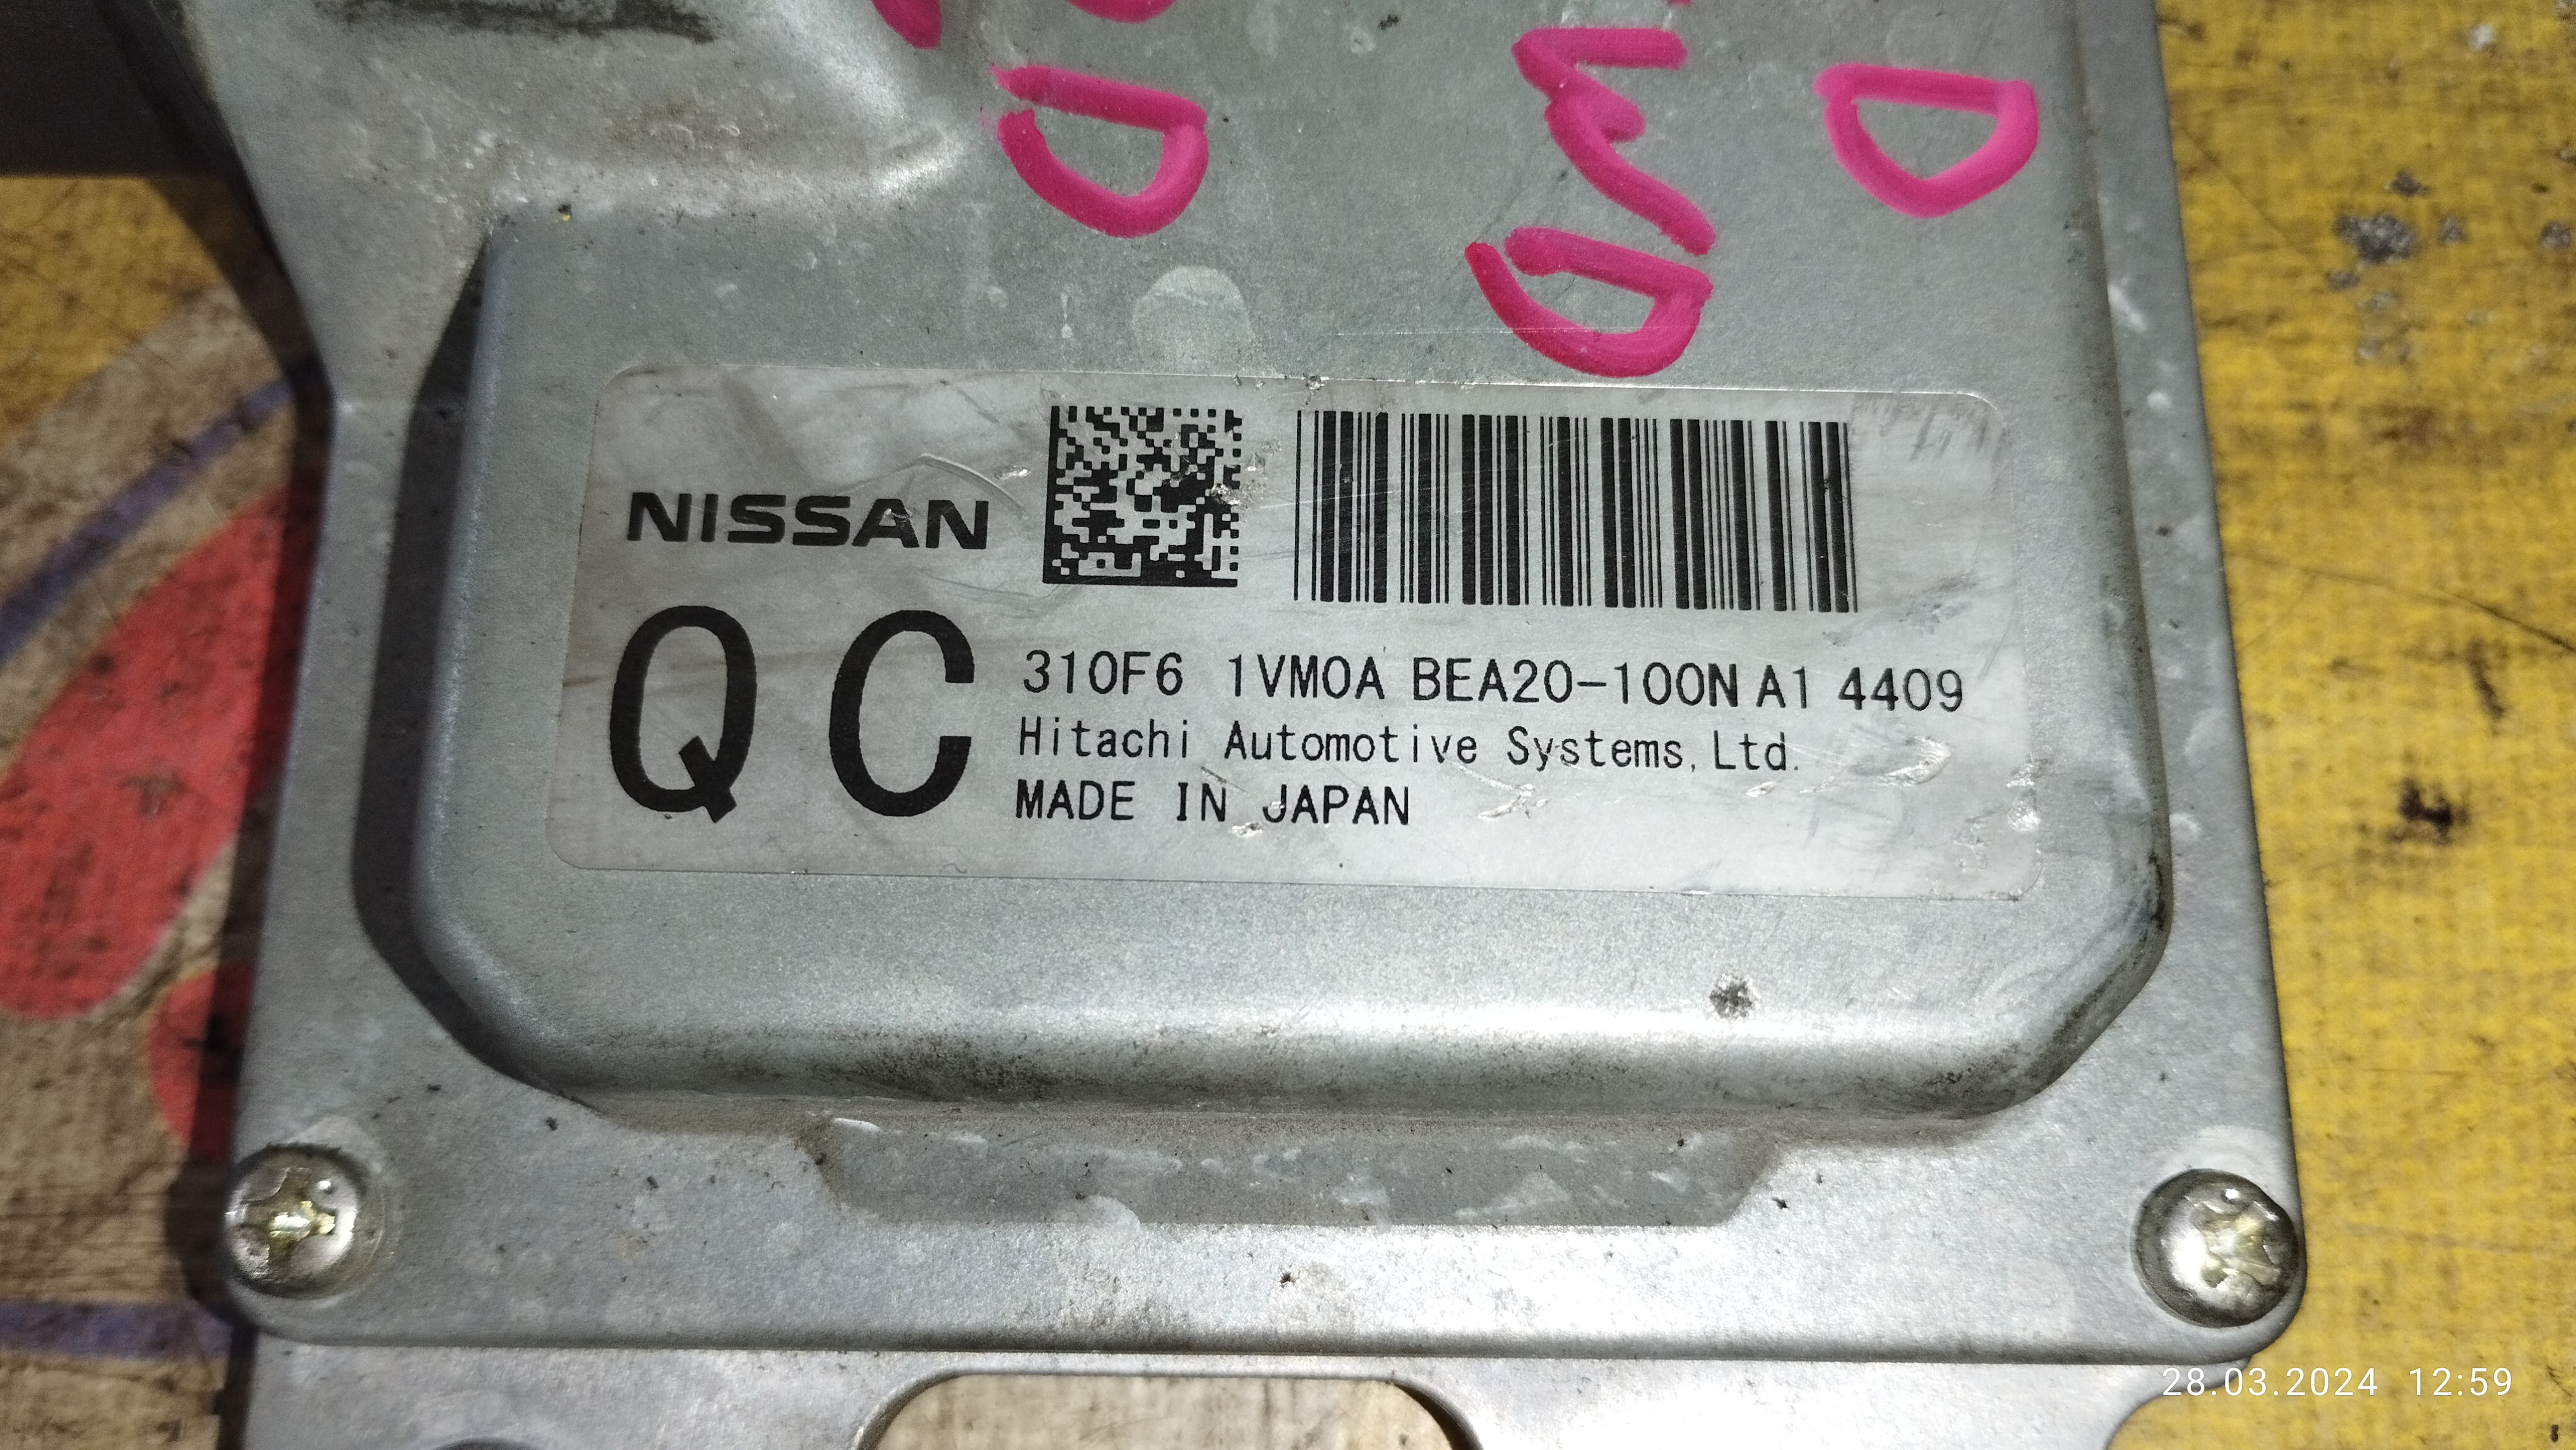 NISSAN
QC
310F6 1VM0A BEA20-100N A1 4409
Hitachi Automotive Systems,Ltd.
MADE IN JAPAN
28.03.2024 12:59